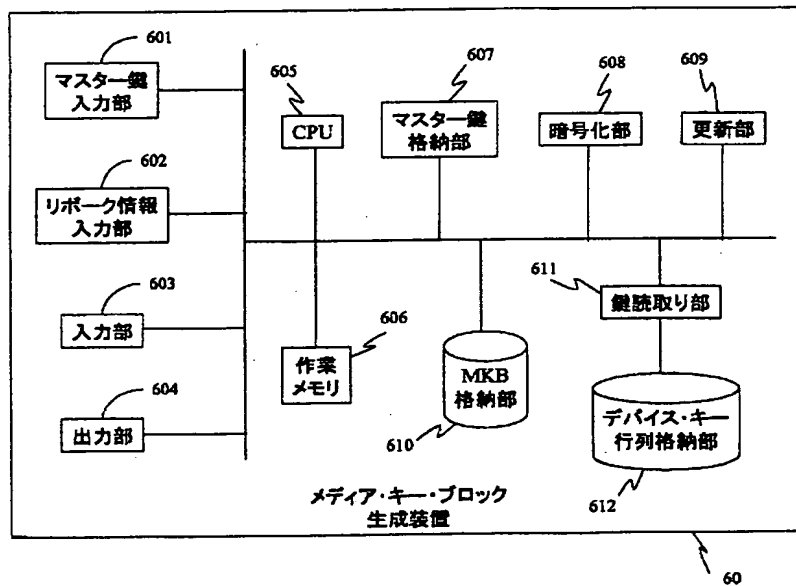 601
マスター鍵
入力部
602
リボーク情報
入力部
603
入力部
604
出力部
605
CPU
607
マスター鍵
格納部
608
暗号化部
609
更新部
606
作業
メモリ
MKB
格納部
610
611
鍵読取り部
デバイス・キー
行列格納部
612
メディア・キー・ブロック
生成装置
60